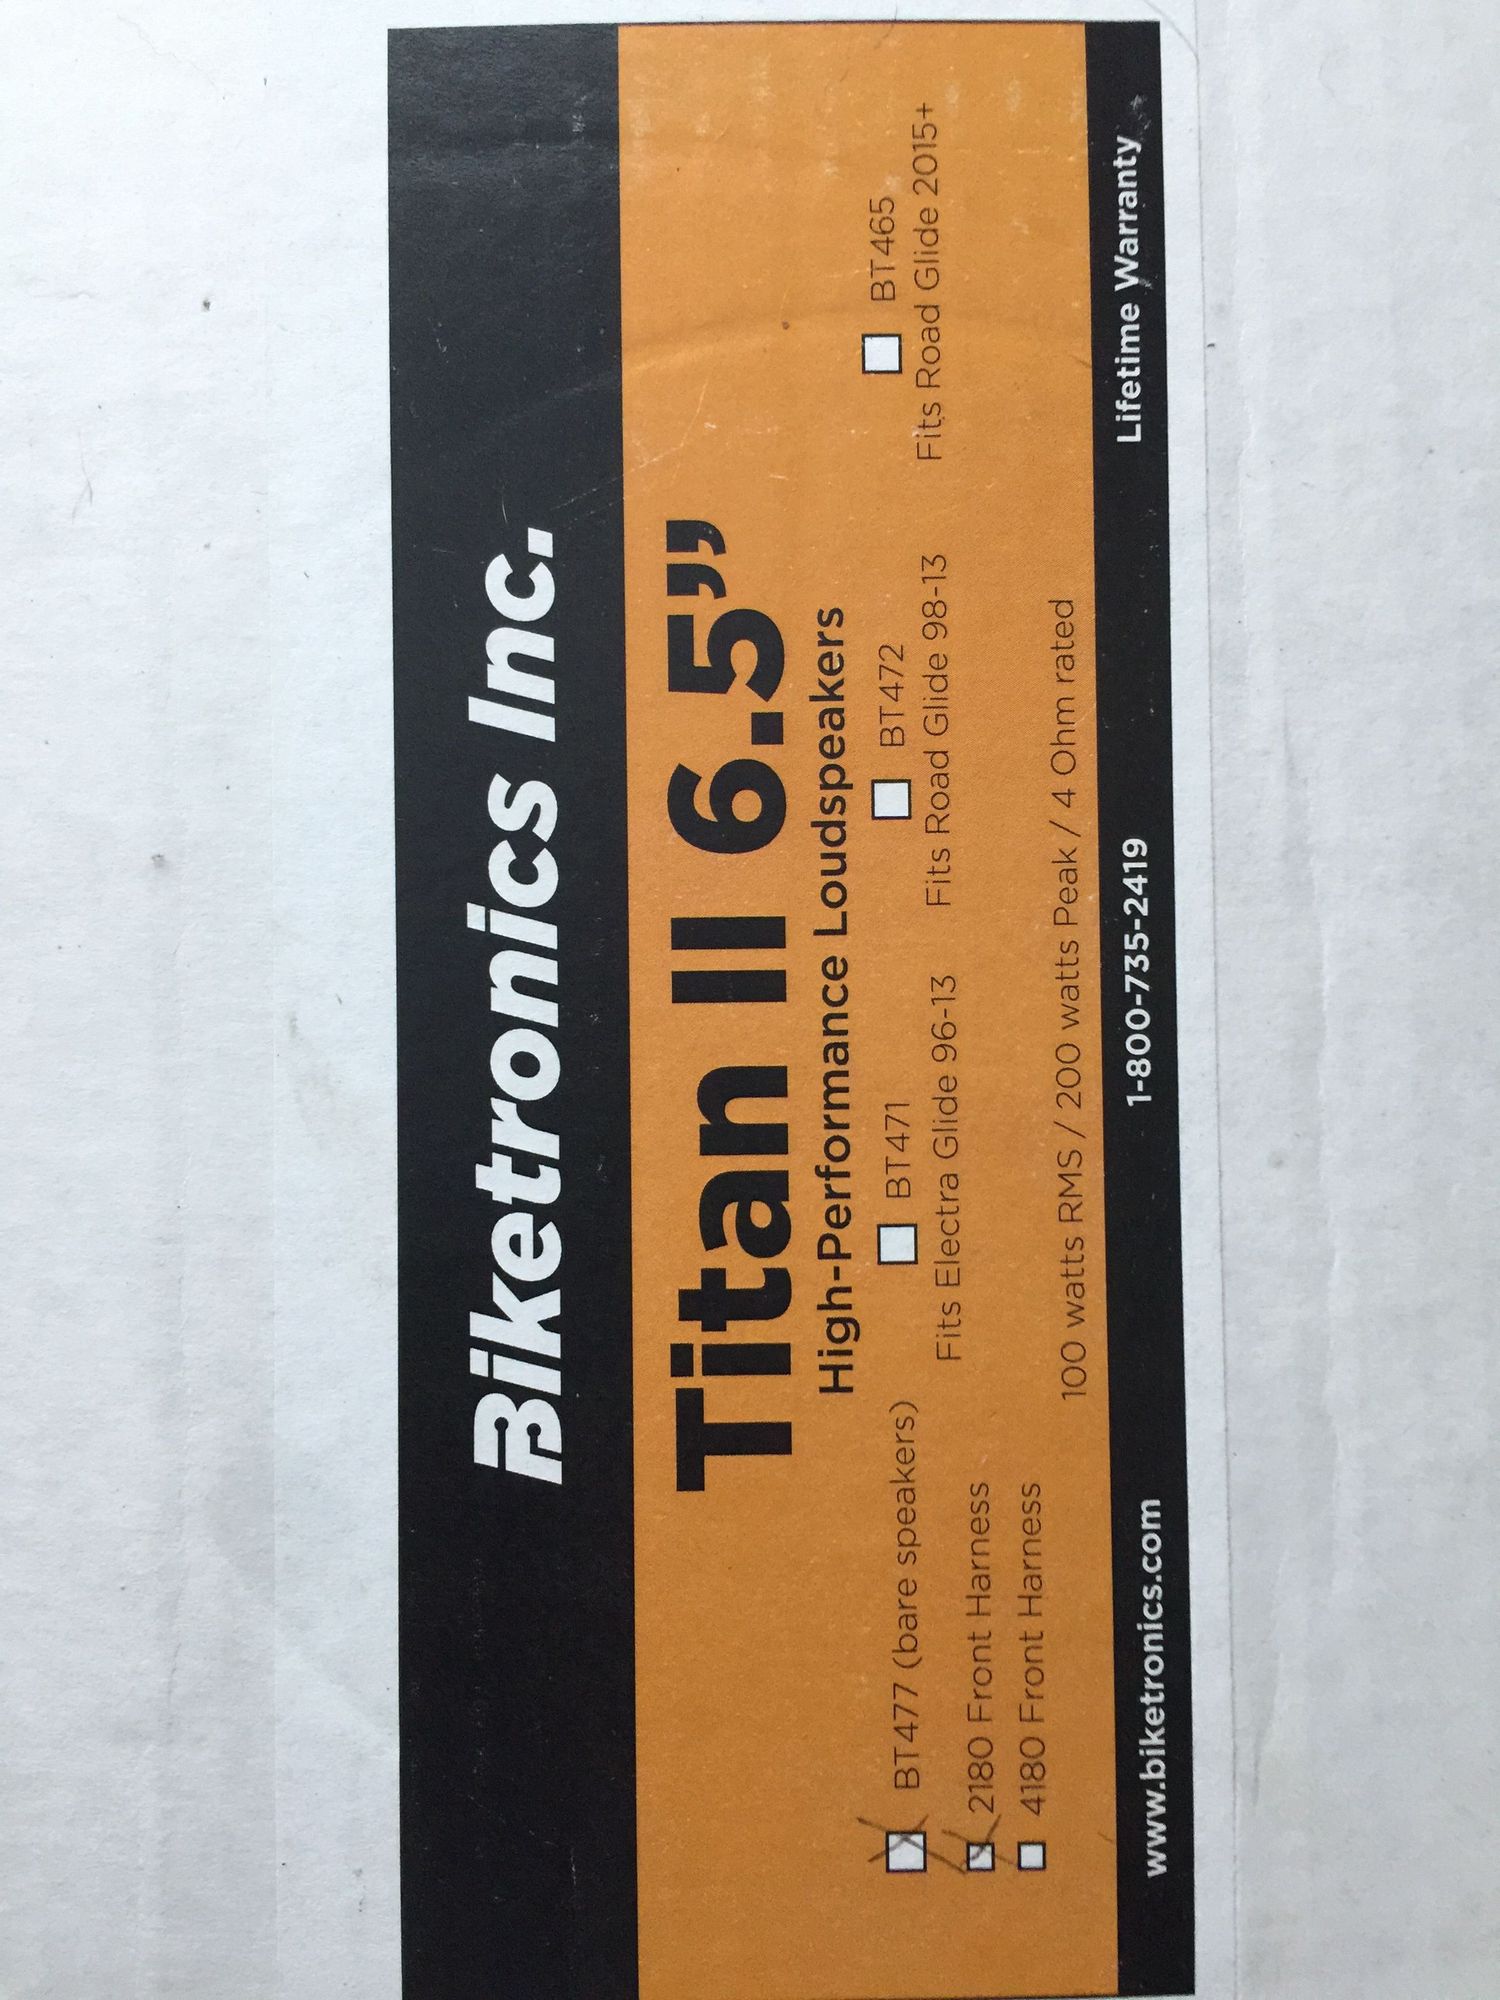 Biketronics Inc.
Titan II 6.5”
High-Performance Loudspeakers
BT477 (bare speakers)
2180 Front Harness
4180 Front Harness
BT471
Fits Electra Glide 96-13
BT472
Fits Road Glide 98-13
BT465
Fits Road Glide 2015+
100 watts RMS / 200 watts Peak / 4 Ohm rated
www.biketronics.com 1-800-735-2419 Lifetime Warranty